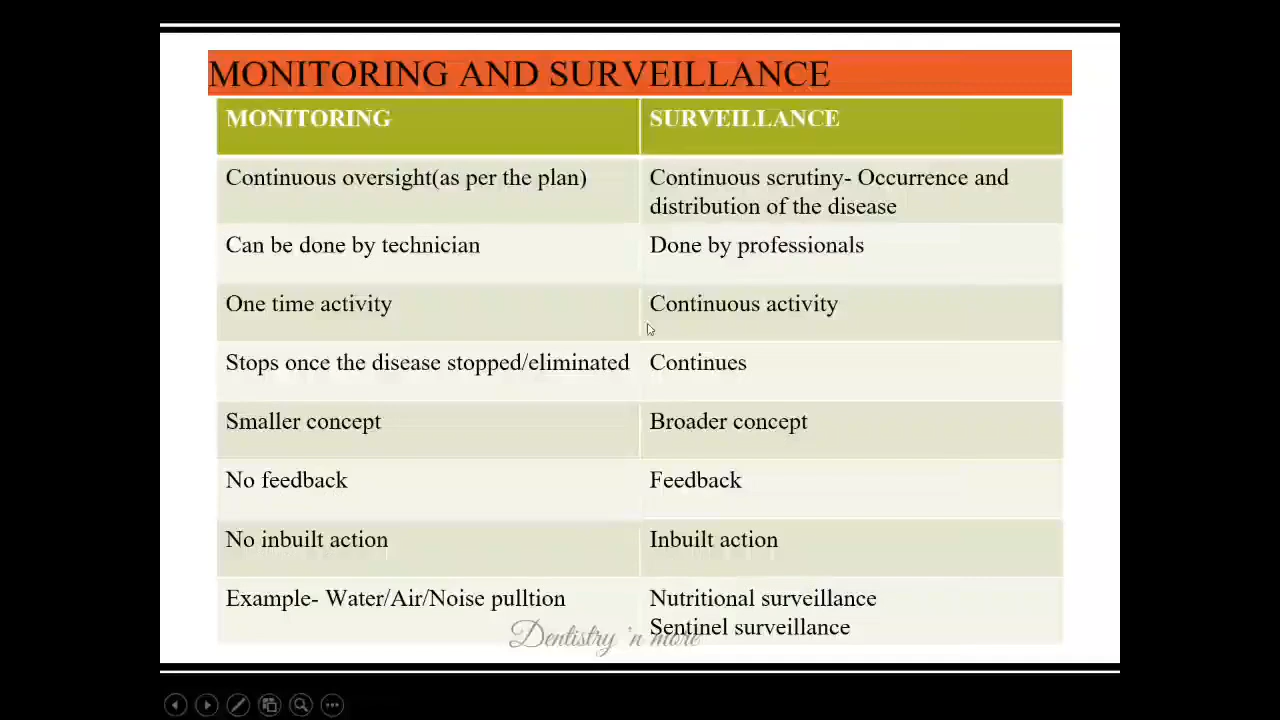 MONITORING AND SURVEILLANCE
MONITORING
SURVEILLANCE
Continuous oversight(as per the plan)
Continuous scrutiny- Occurrence and
distribution of the disease
Can be done by technician
Done by professionals
One time activity
Continuous activity
Stops once the disease stopped/eliminated
Continues
Smaller concept
Broader concept
No feedback
Feedback
No inbuilt action
Inbuilt action
Example- Water/Air/Noise pulltion
Nutritional surveillance
Sentinel surveillance
Dentistry 'n more